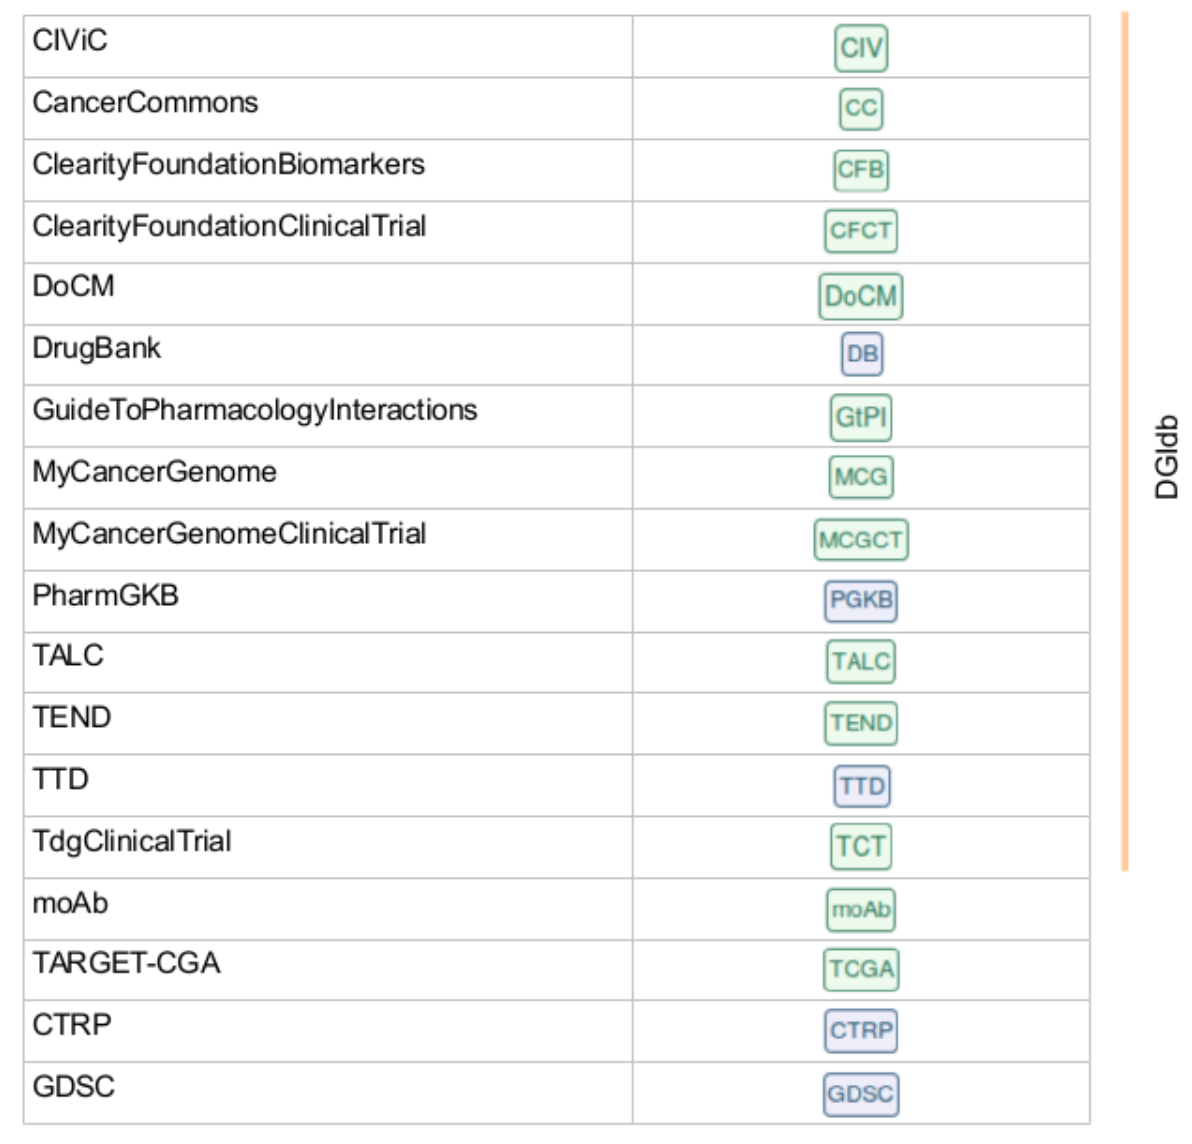 CIViC CIV
CancerCommons CC
ClearityFoundationBiomarkers CFB
ClearityFoundationClinicalTrial CFCT
DoCM DoCM
DrugBank DB
GuideToPharmacologyInteractions GtPI
MyCancerGenome MCG
MyCancerGenomeClinicalTrial MCGCT
PharmGKB PGKB
TALC TALC
TEND TEND
TTD TTD
TdgClinicalTrial TCT
moAb moAb
TARGET-CGA TCGA
CTRP CTRP
GDSC GDSC
DGIdb